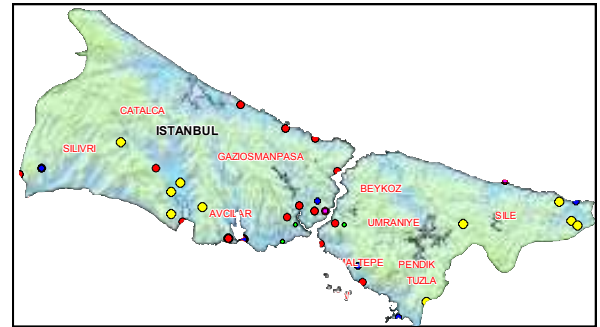 CATALCA
ISTANBUL
SILIVRI
GAZIOSMANPASA
BEYKOZ
AVCILAR
UMRANIYE
SILE
MALTEPE
PENDIK
TUZLA